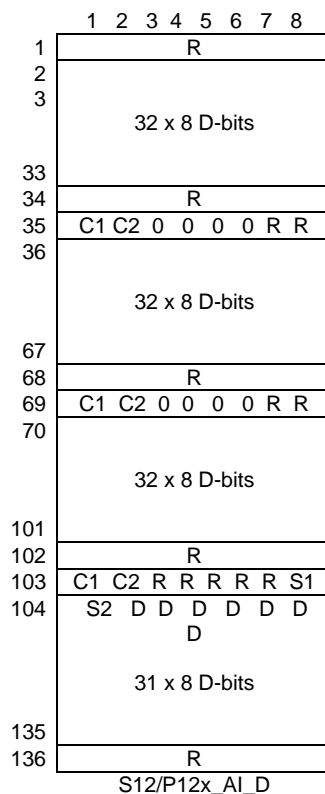 1 2 3 4 5 6 7 8
1 R
2
3
32 x 8 D-bits
33
34 R
35 C1 C2 0 0 0 0 R R
36
32 x 8 D-bits
67
68 R
69 C1 C2 0 0 0 0 R R
70
32 x 8 D-bits
101
102 R
103 C1 C2 R R R R R S1
104 S2 D D D D D D
D
31 x 8 D-bits
135
136 R
S12/P12x_AI_D